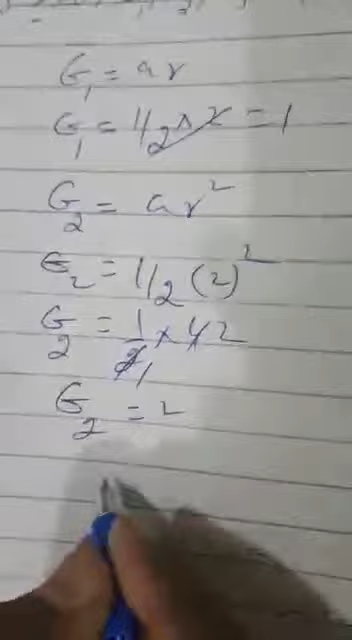 G₁ = ar
G₁ = 1/2 × 2 = 1
G₂ = ar²
G₂ = 1/2 (2)²
G₂ = 1/2 1 × 4 2
G₂ = 2